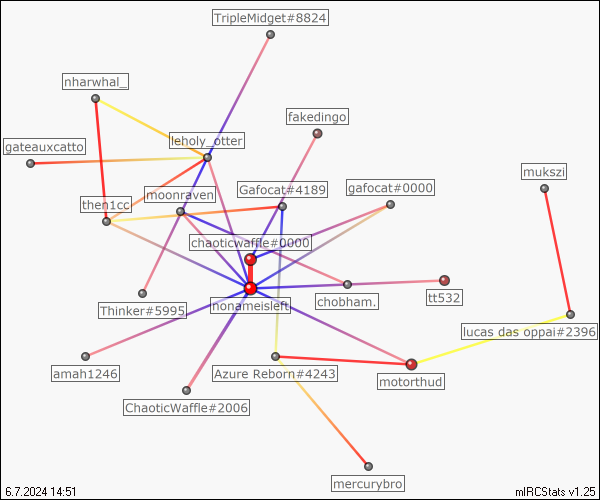 TripleMidget#8824
nharwhal_
fakedingo
gateauxcatto
leholy_otter
mukszi
moonraven
Gafocat#4189
gafocat#0000
then1cc
chaoticwaffle#0000
Thinker#5995
nonameisleft
chobham.
tt532
lucas das oppai#2396
amah1246
Azure Reborn#4243
motorthud
ChaoticWaffle#2006
mercurybro
6.7.2024 14:51
mIRCStats v1.25